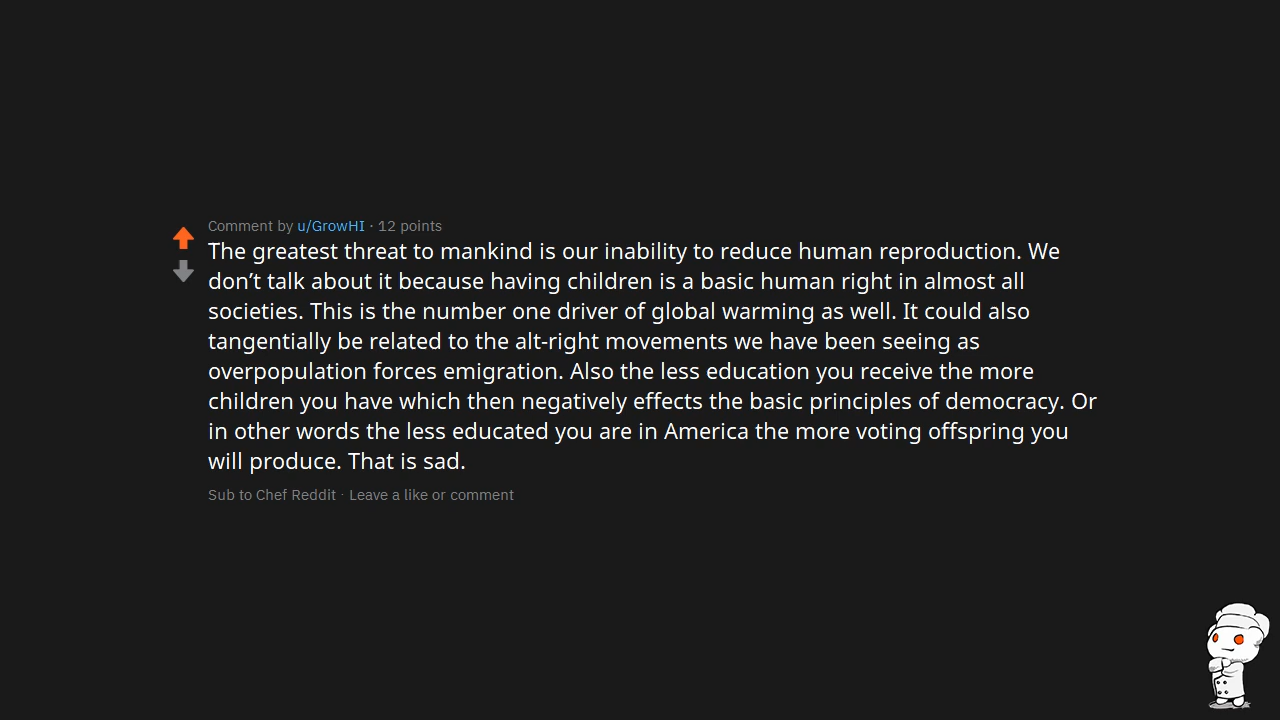 Comment by u/GrowHI · 12 points
The greatest threat to mankind is our inability to reduce human reproduction. We
don’t talk about it because having children is a basic human right in almost all
societies. This is the number one driver of global warming as well. It could also
tangentially be related to the alt-right movements we have been seeing as
overpopulation forces emigration. Also the less education you receive the more
children you have which then negatively effects the basic principles of democracy. Or
in other words the less educated you are in America the more voting offspring you
will produce. That is sad.
Sub to Chef Reddit · Leave a like or comment